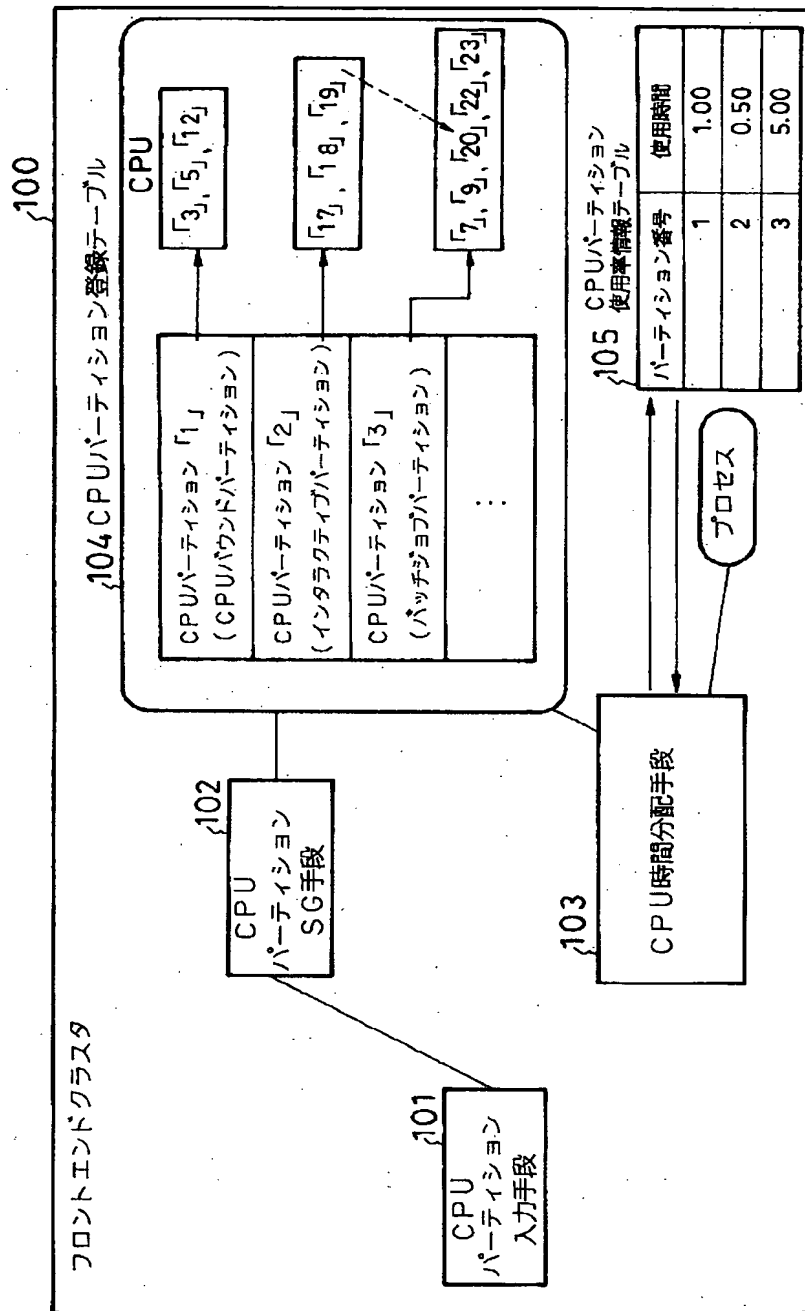 100
フロントエンドクラスタ
101
CPU
パーティション
入力手段
102
CPU
パーティション
SG手段
103
CPU時間分配手段
104 CPUパーティション登録テーブル
CPUパーティション「1」
(CPUバウンドパーティション)
CPUパーティション「2」
(インタラクティブパーティション)
CPUパーティション「3」
(バッチジョブパーティション)
⋮
CPU
「3」、「5」、「12」
「17」、「18」、「19」
「7」、「9」、「20」、「22」、「23」
プロセス
105 CPUパーティション
使用率情報テーブル
パーティション番号 使用時間
1 1.00
2 0.50
3 5.00